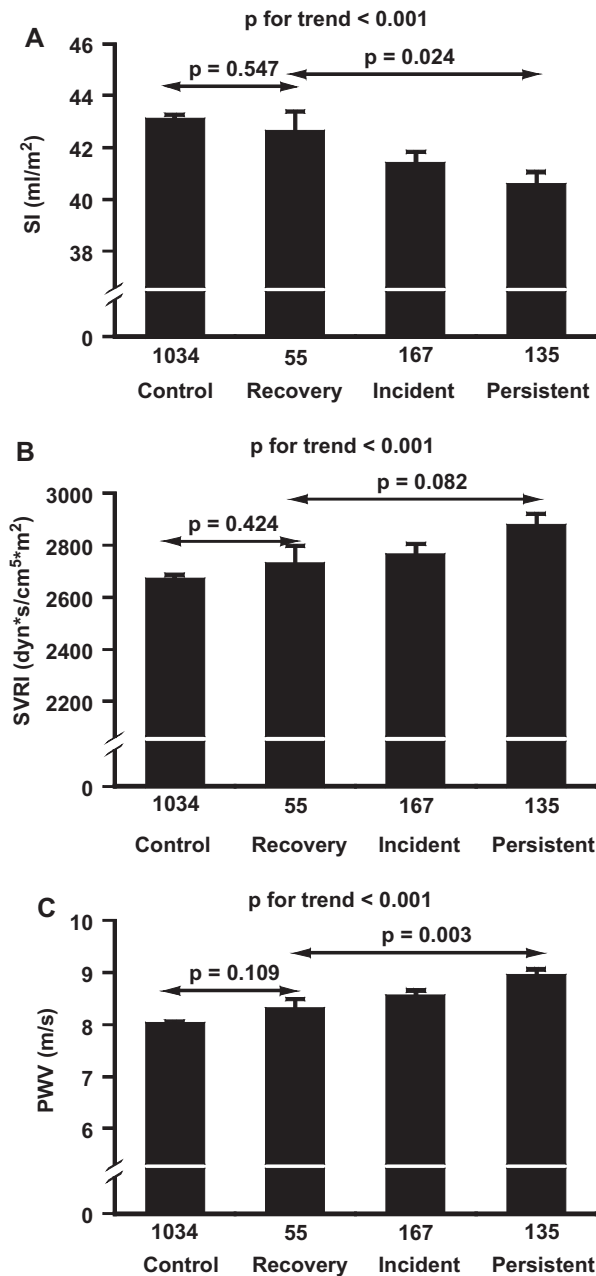 A
p for trend < 0.001
46
p = 0.547
p = 0.024
44
42
40
38
0
SI (ml/m²)
1034 55 167 135
Control Recovery Incident Persistent
B
p for trend < 0.001
3000
p = 0.082
p = 0.424
2800
2600
2400
2200
0
SVRI (dyn*s/cm⁵*m²)
1034 55 167 135
Control Recovery Incident Persistent
C
p for trend < 0.001
10
p = 0.003
9
p = 0.109
8
7
6
0
PWV (m/s)
1034 55 167 135
Control Recovery Incident Persistent